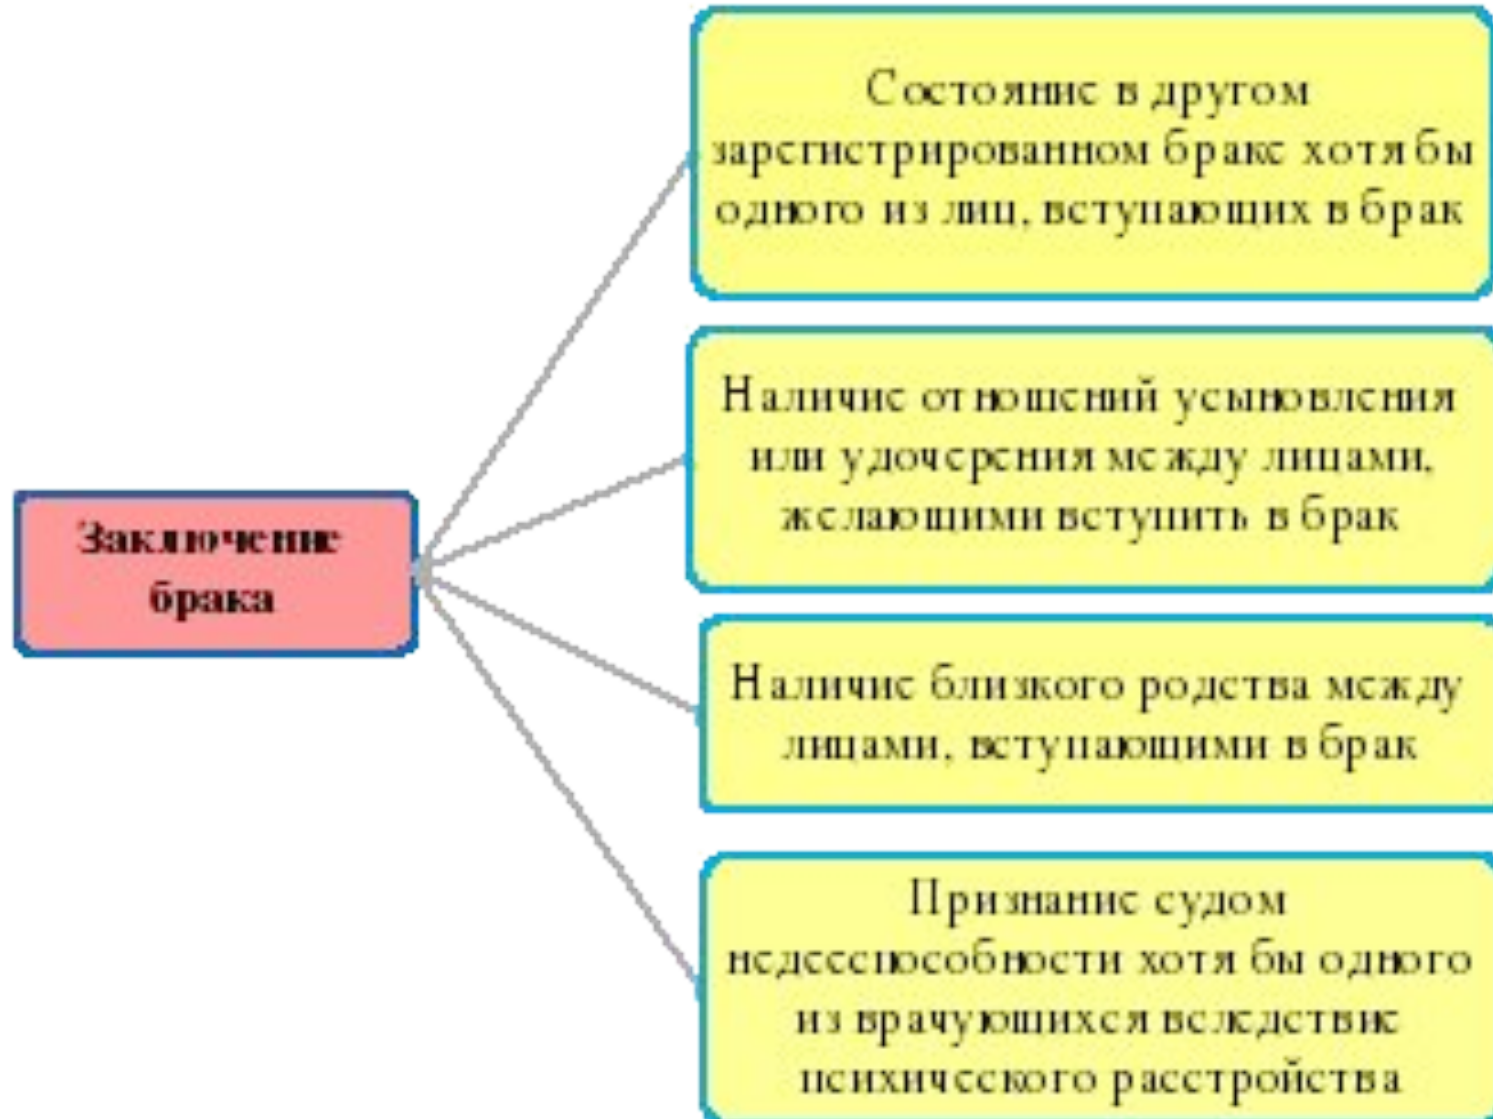 Состояние в другом
зарегистрированном браке хотя бы
одного из лиц, вступающих в брак
Наличие отношений усыновления
или удочерения между лицами,
желающими вступить в брак
Заключение
брака
Наличие близкого родства между
лицами, вступающими в брак
Признание судом
недееспособности хотя бы одного
из врачующихся вследствие
психического расстройства